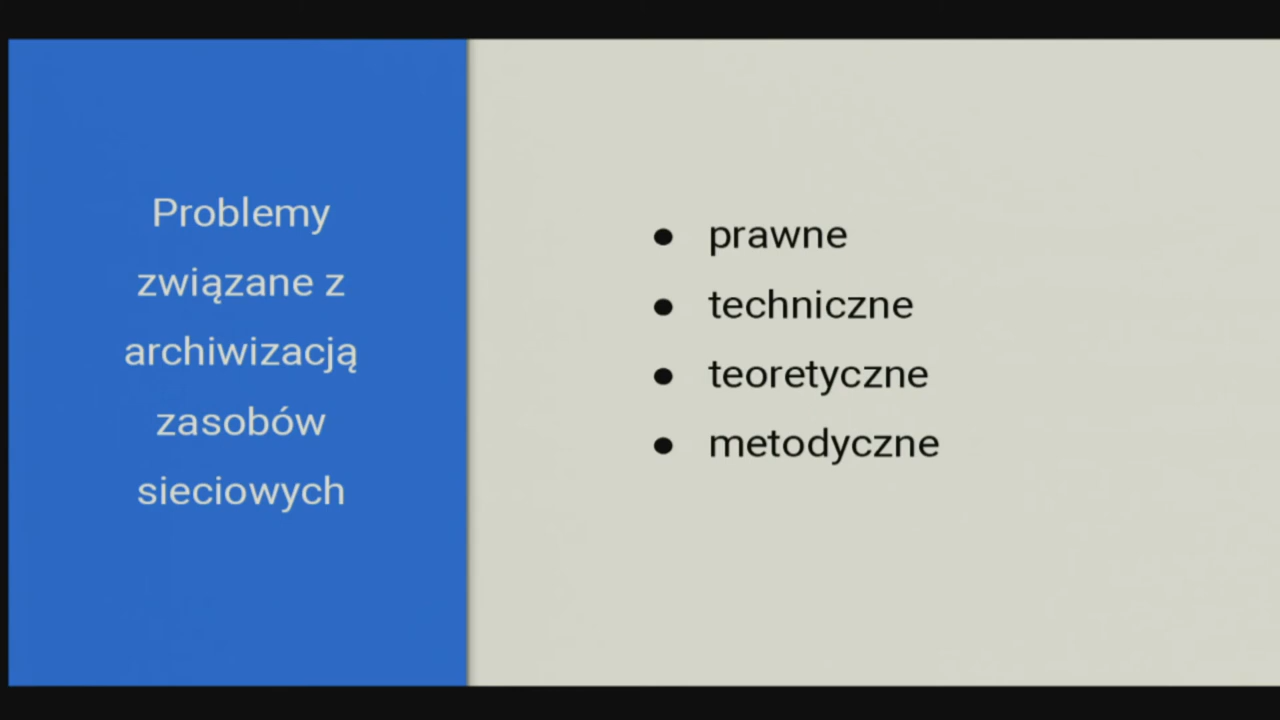 Problemy
związane z
archiwizacją
zasobów
sieciowych
● prawne
● techniczne
● teoretyczne
● metodyczne